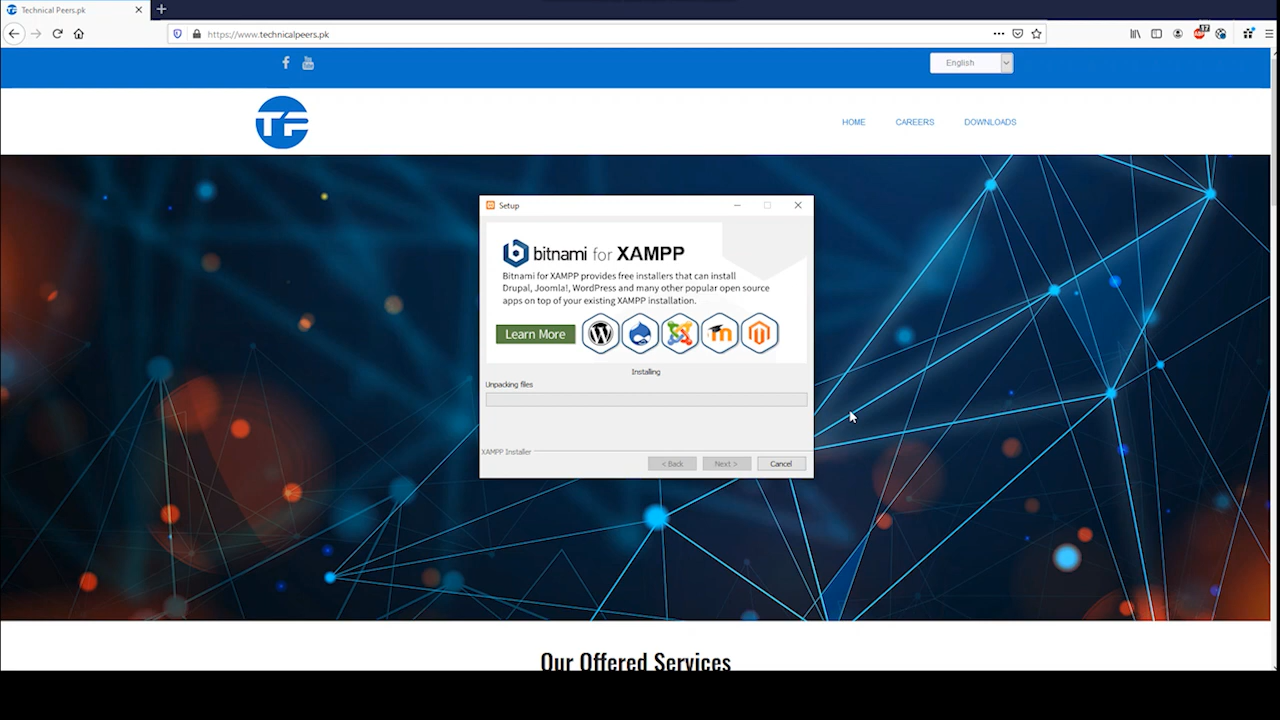 Technical Peers.pk
https://www.technicalpeers.pk
17
English
TP
HOME
CAREERS
DOWNLOADS
Setup
bitnami for XAMPP
Bitnami for XAMPP provides free installers that can install
Drupal, Joomla!, WordPress and many other popular open source
apps on top of your existing XAMPP installation.
Learn More
Installing
Unpacking files
XAMPP Installer
< Back
Next >
Cancel
Our Offered Services